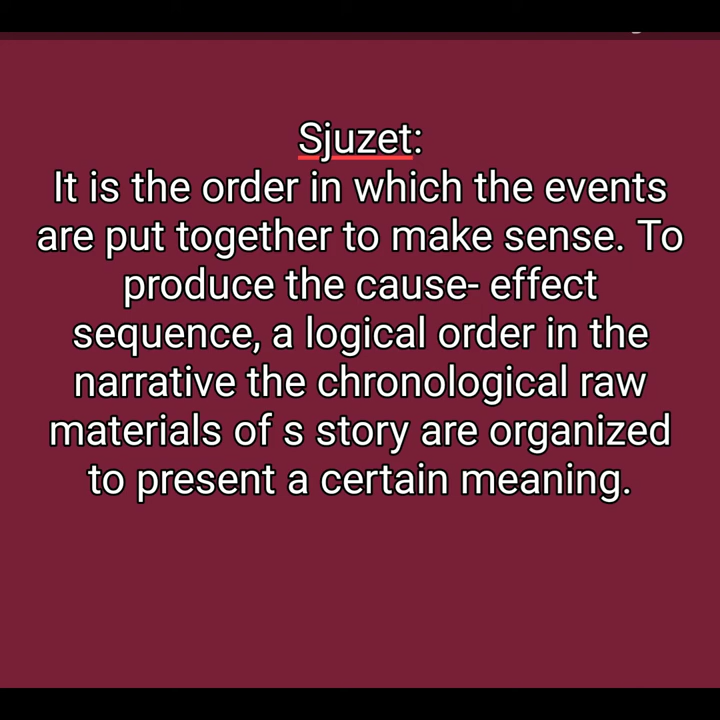 Sjuzet:
It is the order in which the events
are put together to make sense. To
produce the cause- effect
sequence, a logical order in the
narrative the chronological raw
materials of s story are organized
to present a certain meaning.